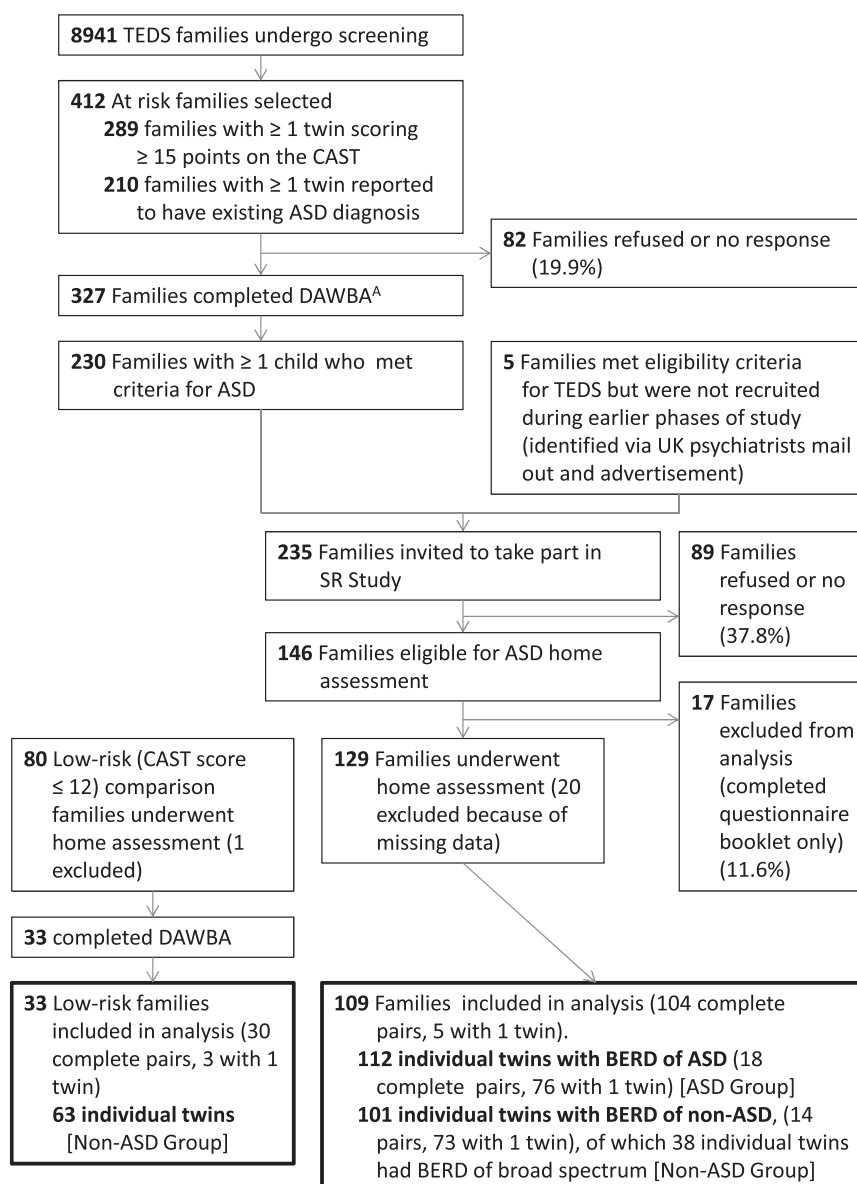 8941 TEDS families undergo screening
412 At risk families selected
289 families with ≥ 1 twin scoring
≥ 15 points on the CAST
210 families with ≥ 1 twin reported
to have existing ASD diagnosis
82 Families refused or no response
(19.9%)
327 Families completed DAWBAᴬ
230 Families with ≥ 1 child who met
criteria for ASD
5 Families met eligibility criteria
for TEDS but were not recruited
during earlier phases of study
(identified via UK psychiatrists mail
out and advertisement)
235 Families invited to take part in
SR Study
89 Families
refused or no
response
(37.8%)
146 Families eligible for ASD home
assessment
17 Families
excluded from
analysis
(completed
questionnaire
booklet only)
(11.6%)
80 Low-risk (CAST score
≤ 12) comparison
families underwent
home assessment (1
excluded)
129 Families underwent
home assessment (20
excluded because of
missing data)
33 completed DAWBA
33 Low-risk families
included in analysis (30
complete pairs, 3 with 1
twin)
63 individual twins
[Non-ASD Group]
109 Families included in analysis (104 complete
pairs, 5 with 1 twin).
112 individual twins with BERD of ASD (18
complete pairs, 76 with 1 twin) [ASD Group]
101 individual twins with BERD of non-ASD, (14
pairs, 73 with 1 twin), of which 38 individual twins
had BERD of broad spectrum [Non-ASD Group]